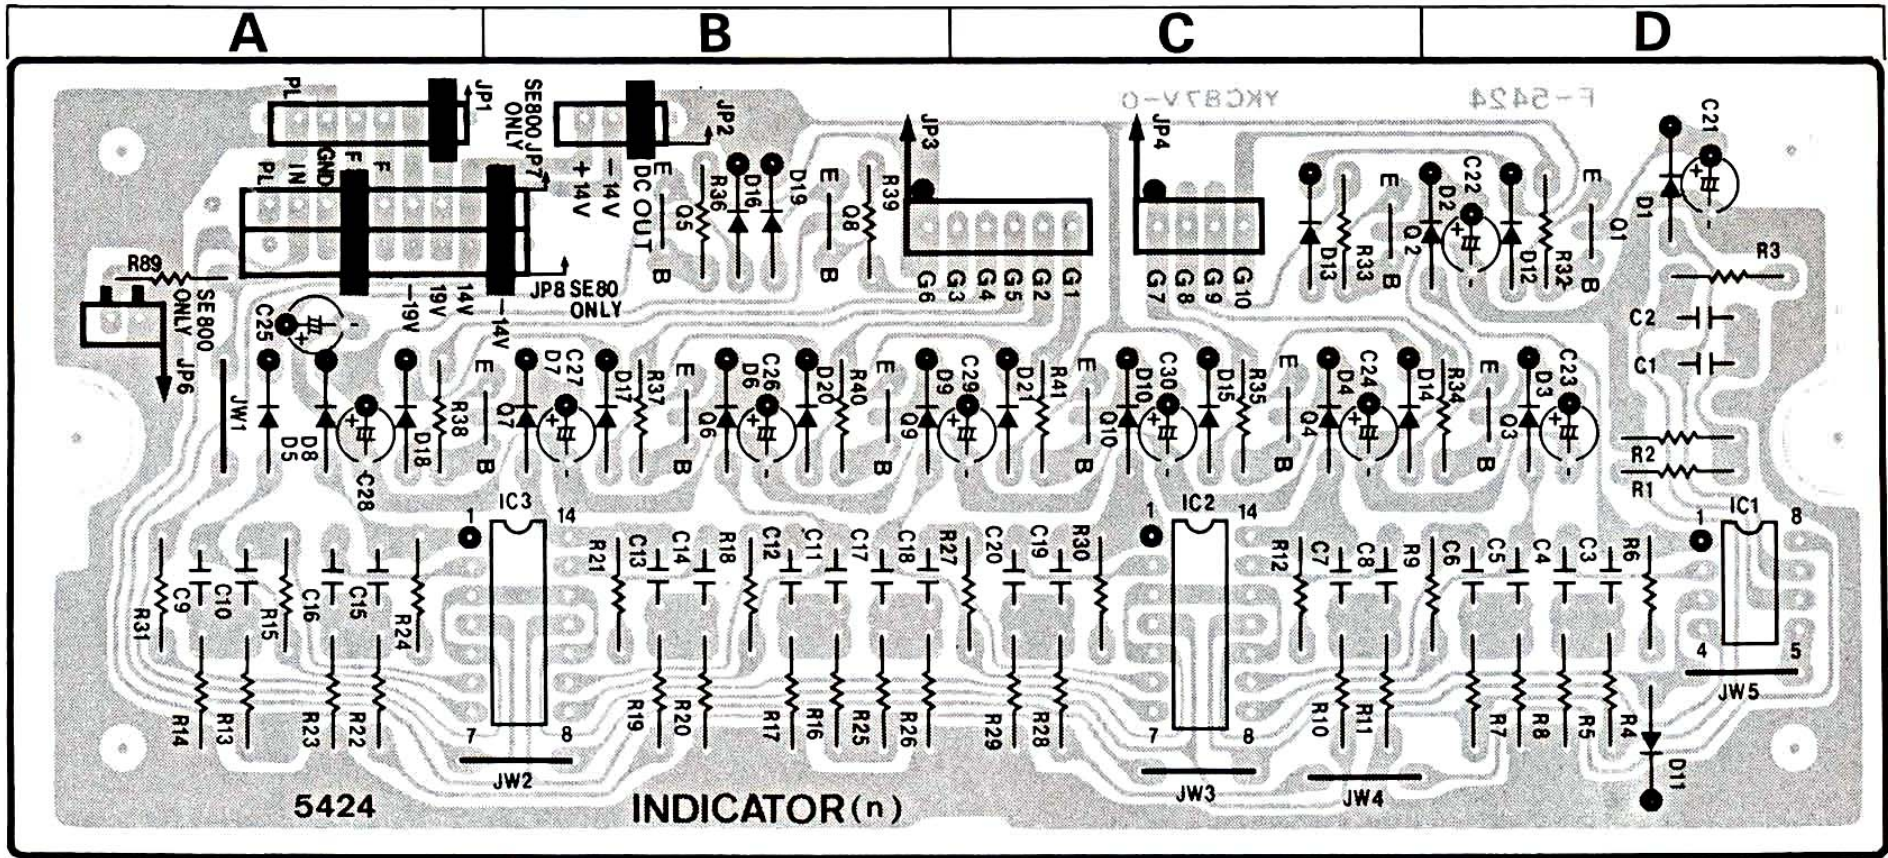 A B C D
PL
JP1
SE800 JP7
ONLY
JP2
JP3
JP4
YKC87V-0
F-5424
C21
PL IN GND F F
+14V -14V
DC OUT
E Q5 B
R36
D16
D19
E Q8 B
R39
G6 G3 G4 G5 G2 G1
G7 G8 G9 G10
D13
R33
E Q2 B
D2
C22
D12
R32
E Q1 B
D1
R3
R89
SE800
ONLY
JP6
-19V 19V 14V -14V
JP8 SE80
ONLY
C2
C1
C25
JW1
D5
D8
C28
D18
R38
E Q7 B
D7
C27
D17
R37
E Q6 B
D6
C26
D20
R40
E Q9 B
D9
C29
D21
R41
E Q10 B
D10
C30
D15
R35
E Q4 B
D4
C24
D14
R34
E Q3 B
D3
C23
R2
R1
1 IC3 14
1 IC2 14
1 IC1 8
R31 C9 C10 R15 C16 C15 R24
R21 C13 C14 R18 C12 C11 C17 C18 R27 C20 C19 R30
R12 C7 C8 R9 C6 C5 C4 C3 R6
4 5
JW5
R14 R13 R23 R22
7 8
R19 R20 R17 R16 R25 R26 R29 R28
7 8
R10 R11 R7 R8 R5 R4
D11
JW2
JW3
JW4
5424 INDICATOR(n)